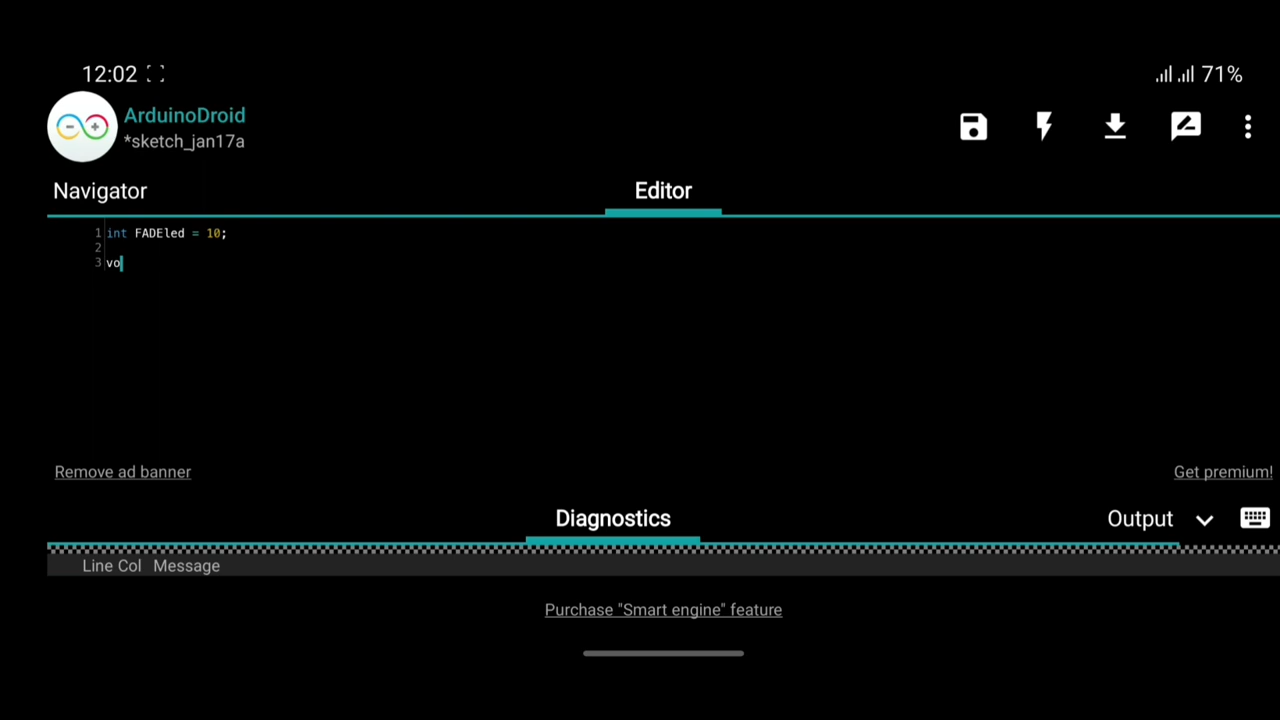 12:02 71%
ArduinoDroid
*sketch_jan17a
Navigator Editor
1 int FADEled = 10;
2
3 vo
Remove ad banner Get premium!
Diagnostics Output
Line Col Message
Purchase "Smart engine" feature